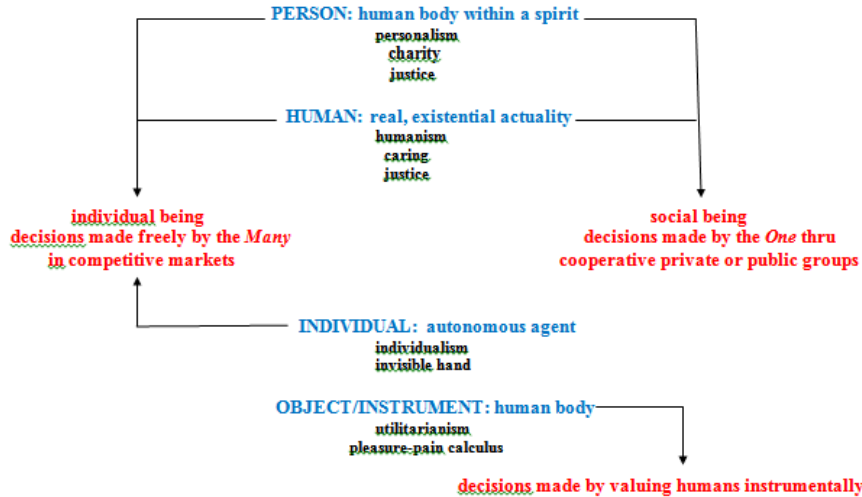 PERSON: human body within a spirit
personalism
charity
justice
HUMAN: real, existential actuality
humanism
caring
justice
individual being
decisions made freely by the Many
in competitive markets
social being
decisions made by the One thru
cooperative private or public groups
INDIVIDUAL: autonomous agent
individualism
invisible hand
OBJECT/INSTRUMENT: human body
utilitarianism
pleasure-pain calculus
decisions made by valuing humans instrumentally